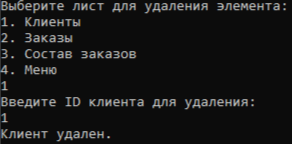 Выберите лист для удаления элемента:
1. Клиенты
2. Заказы
3. Состав заказов
4. Меню
1
Введите ID клиента для удаления:
1
Клиент удален.